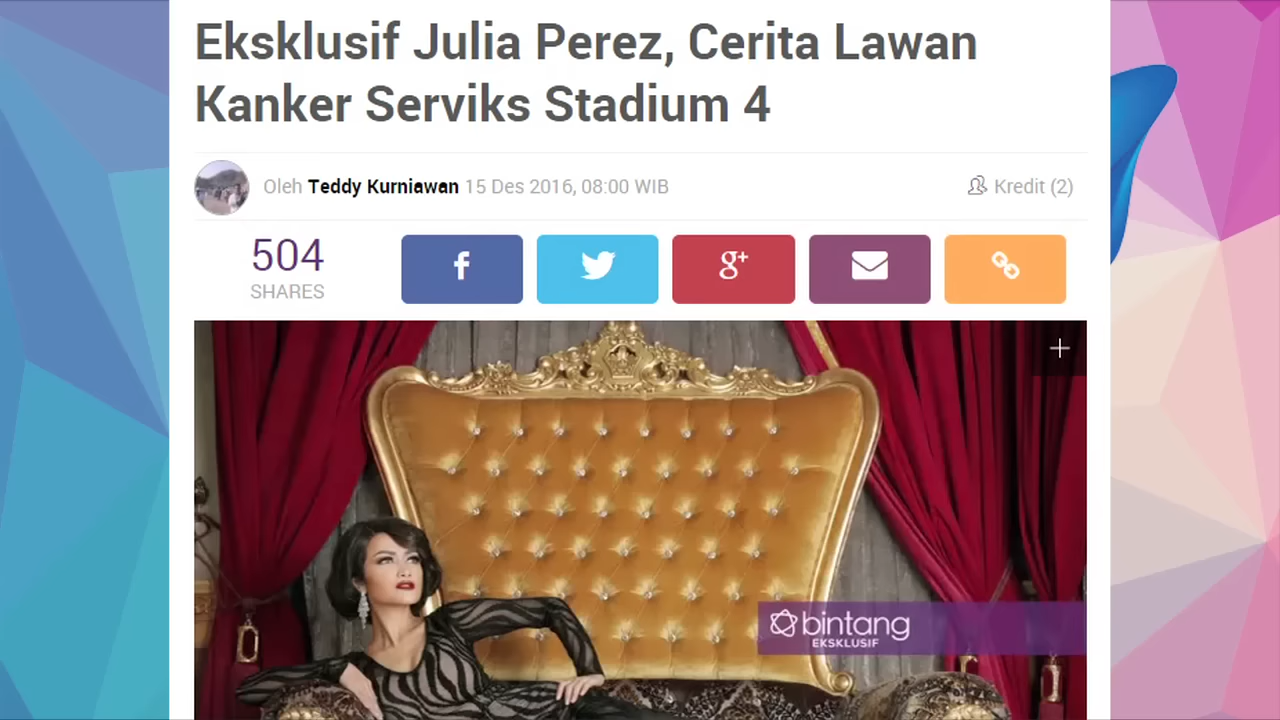 Eksklusif Julia Perez, Cerita Lawan
Kanker Serviks Stadium 4
Oleh Teddy Kurniawan 15 Des 2016, 08:00 WIB
Kredit (2)
504
SHARES
f
g+
bintang
EKSKLUSIF